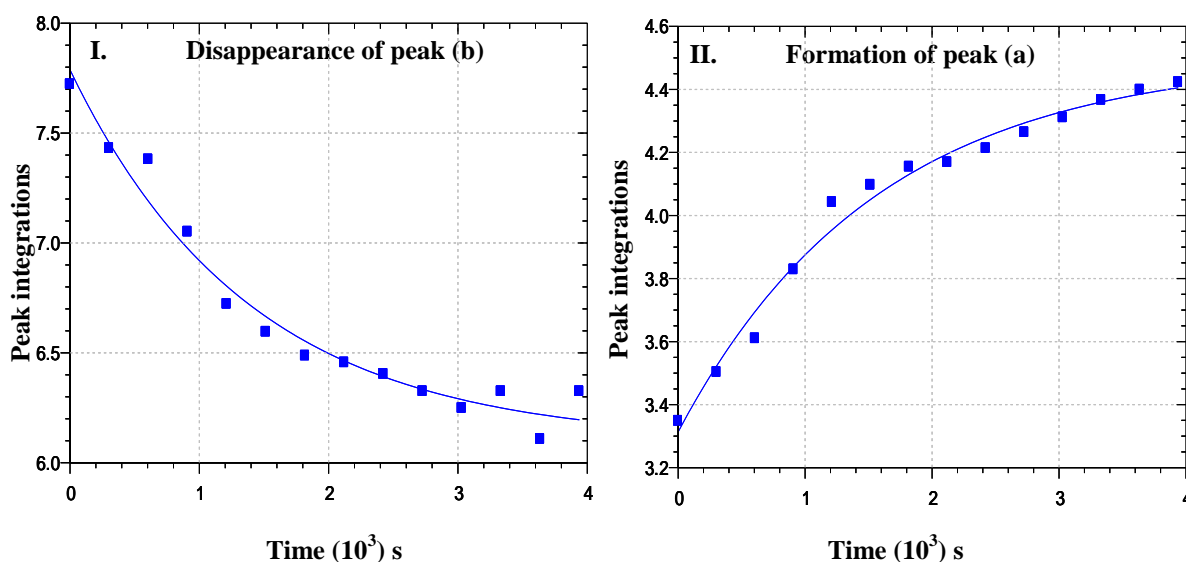 I. Disappearance of peak (b)
8.0
7.5
7.0
6.5
6.0
Peak integrations
0 1 2 3 4
Time (10³) s
II. Formation of peak (a)
4.6
4.4
4.2
4.0
3.8
3.6
3.4
3.2
Peak integrations
0 1 2 3 4
Time (10³) s